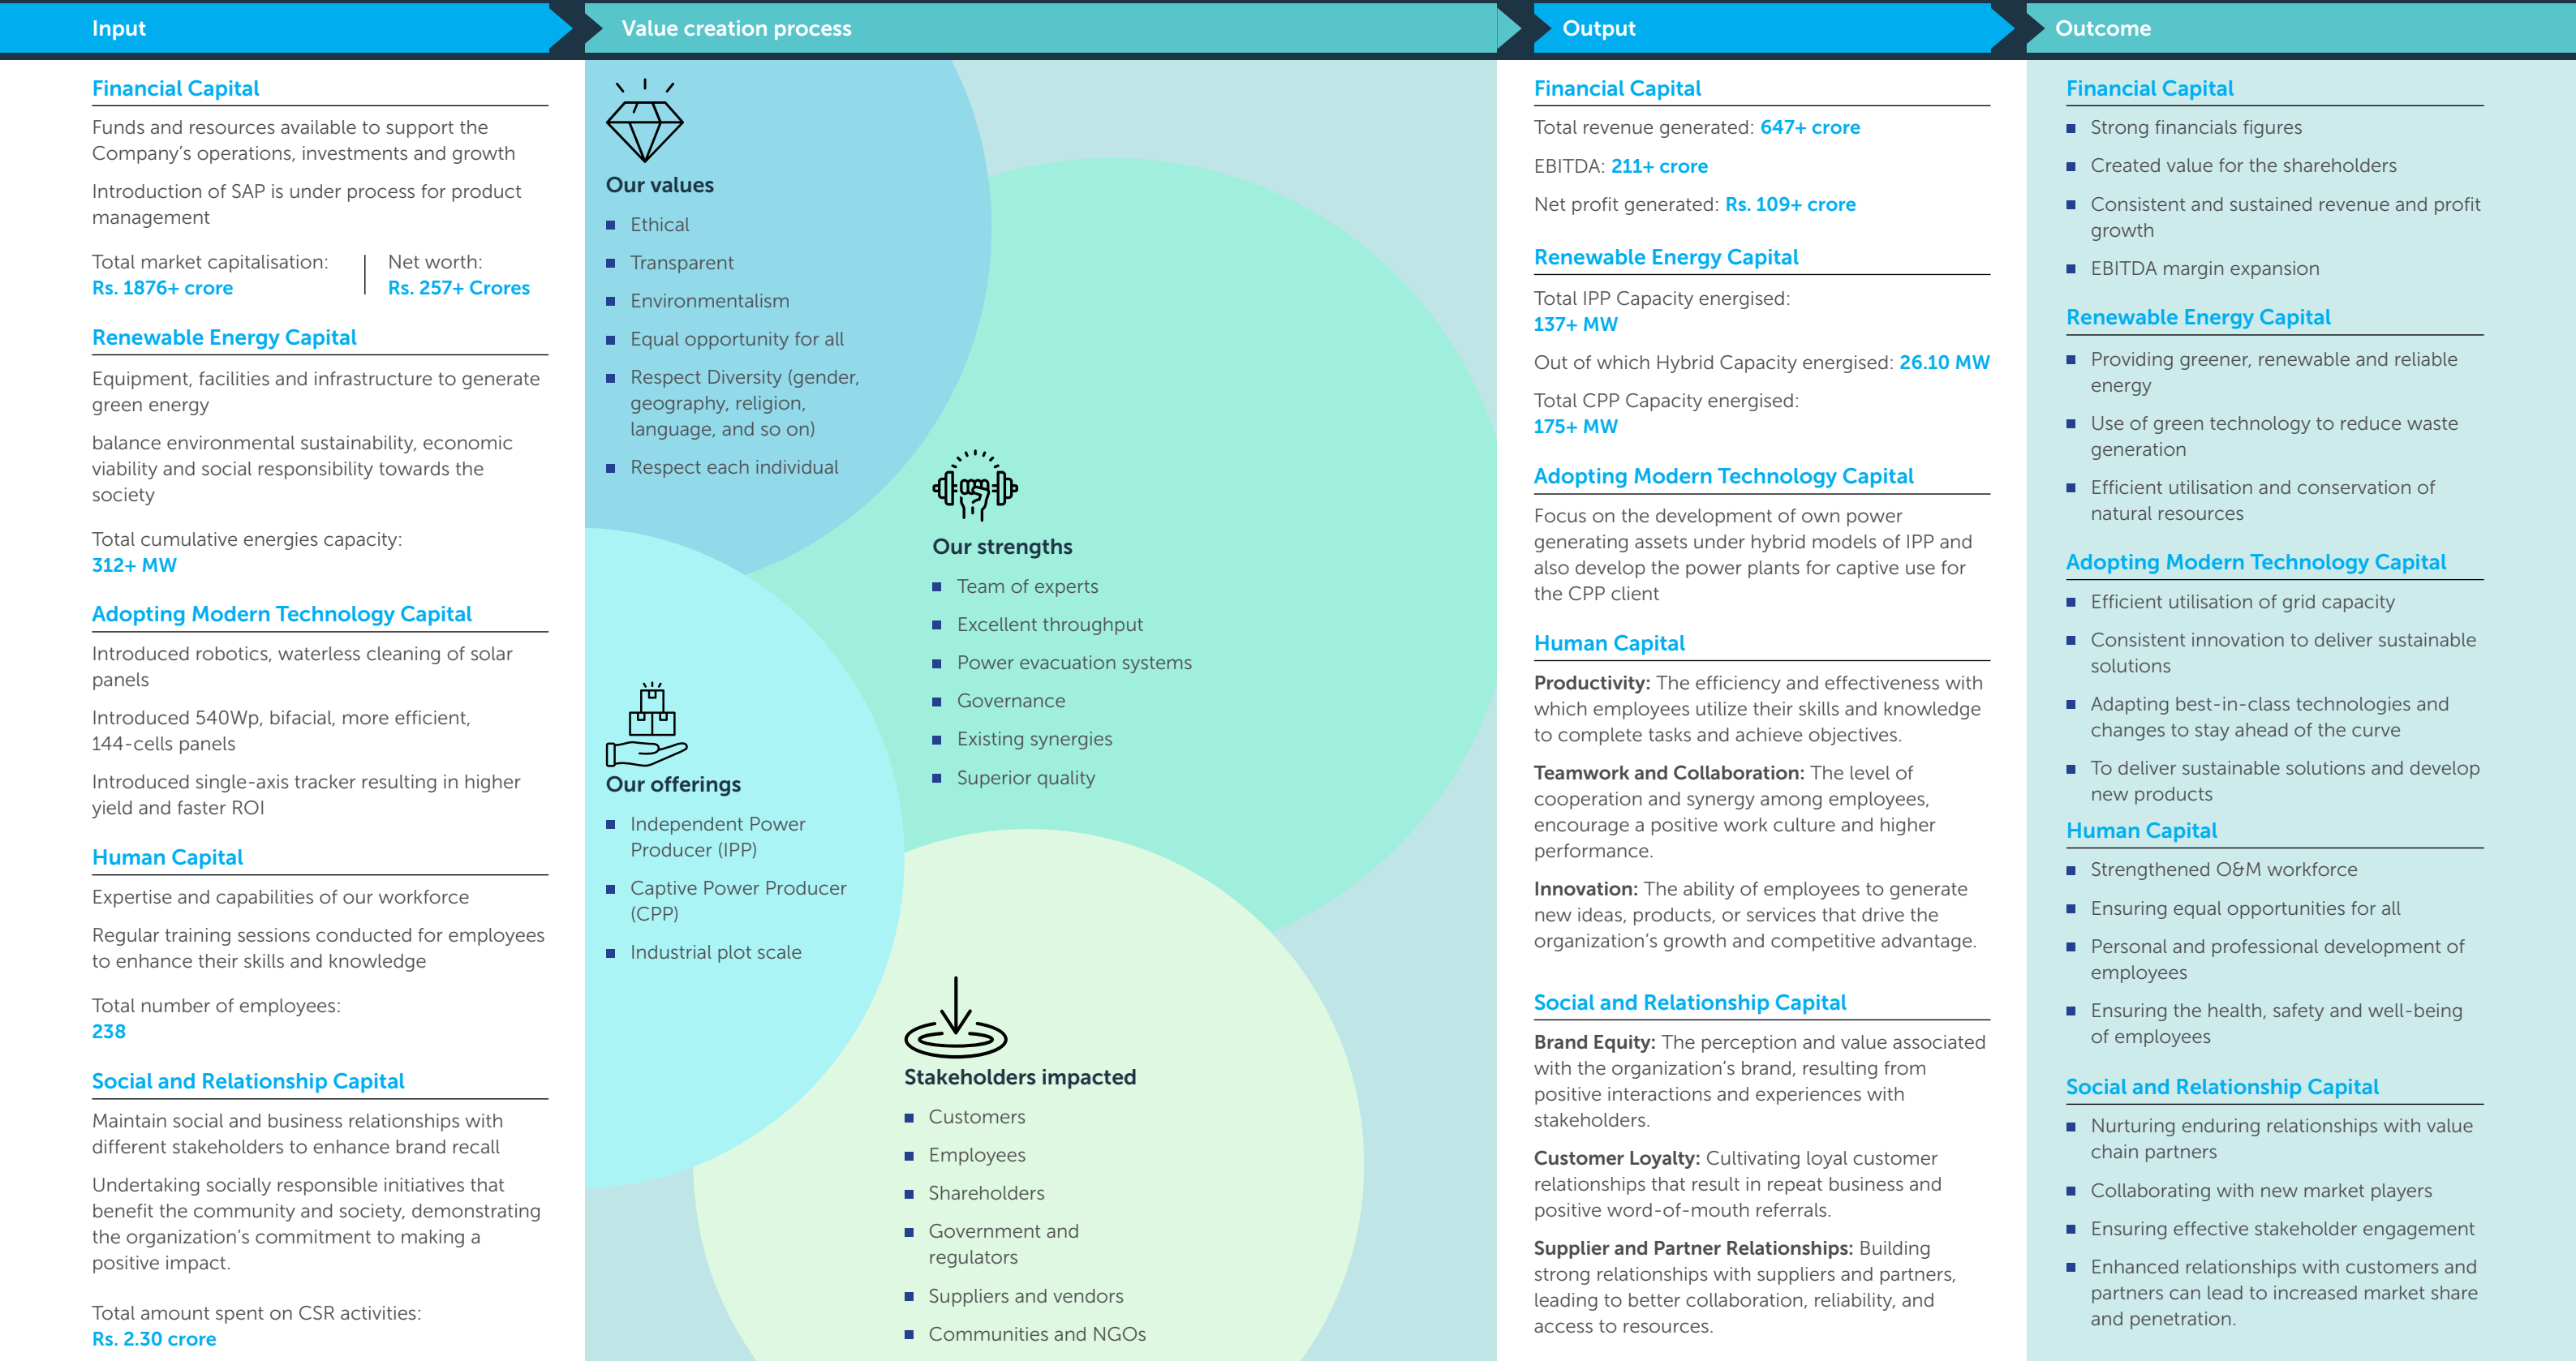 Input
Value creation process
Output
Outcome
Financial Capital
Funds and resources available to support the
Company's operations, investments and growth
Introduction of SAP is under process for product
management
Total market capitalisation:
Rs. 1876+ crore
Net worth:
Rs. 257+ Crores
Renewable Energy Capital
Equipment, facilities and infrastructure to generate
green energy
balance environmental sustainability, economic
viability and social responsibility towards the
society
Total cumulative energies capacity:
312+ MW
Adopting Modern Technology Capital
Introduced robotics, waterless cleaning of solar
panels
Introduced 540Wp, bifacial, more efficient,
144-cells panels
Introduced single-axis tracker resulting in higher
yield and faster ROI
Human Capital
Expertise and capabilities of our workforce
Regular training sessions conducted for employees
to enhance their skills and knowledge
Total number of employees:
238
Social and Relationship Capital
Maintain social and business relationships with
different stakeholders to enhance brand recall
Undertaking socially responsible initiatives that
benefit the community and society, demonstrating
the organization's commitment to making a
positive impact.
Total amount spent on CSR activities:
Rs. 2.30 crore
Our values
Ethical
Transparent
Environmentalism
Equal opportunity for all
Respect Diversity (gender,
geography, religion,
language, and so on)
Respect each individual
Our strengths
Team of experts
Excellent throughput
Power evacuation systems
Governance
Existing synergies
Superior quality
Our offerings
Independent Power
Producer (IPP)
Captive Power Producer
(CPP)
Industrial plot scale
Stakeholders impacted
Customers
Employees
Shareholders
Government and
regulators
Suppliers and vendors
Communities and NGOs
Financial Capital
Total revenue generated: 647+ crore
EBITDA: 211+ crore
Net profit generated: Rs. 109+ crore
Renewable Energy Capital
Total IPP Capacity energised:
137+ MW
Out of which Hybrid Capacity energised: 26.10 MW
Total CPP Capacity energised:
175+ MW
Adopting Modern Technology Capital
Focus on the development of own power
generating assets under hybrid models of IPP and
also develop the power plants for captive use for
the CPP client
Human Capital
Productivity: The efficiency and effectiveness with
which employees utilize their skills and knowledge
to complete tasks and achieve objectives.
Teamwork and Collaboration: The level of
cooperation and synergy among employees,
encourage a positive work culture and higher
performance.
Innovation: The ability of employees to generate
new ideas, products, or services that drive the
organization's growth and competitive advantage.
Social and Relationship Capital
Brand Equity: The perception and value associated
with the organization's brand, resulting from
positive interactions and experiences with
stakeholders.
Customer Loyalty: Cultivating loyal customer
relationships that result in repeat business and
positive word-of-mouth referrals.
Supplier and Partner Relationships: Building
strong relationships with suppliers and partners,
leading to better collaboration, reliability, and
access to resources.
Financial Capital
Strong financials figures
Created value for the shareholders
Consistent and sustained revenue and profit
growth
EBITDA margin expansion
Renewable Energy Capital
Providing greener, renewable and reliable
energy
Use of green technology to reduce waste
generation
Efficient utilisation and conservation of
natural resources
Adopting Modern Technology Capital
Efficient utilisation of grid capacity
Consistent innovation to deliver sustainable
solutions
Adapting best-in-class technologies and
changes to stay ahead of the curve
To deliver sustainable solutions and develop
new products
Human Capital
Strengthened O&M workforce
Ensuring equal opportunities for all
Personal and professional development of
employees
Ensuring the health, safety and well-being
of employees
Social and Relationship Capital
Nurturing enduring relationships with value
chain partners
Collaborating with new market players
Ensuring effective stakeholder engagement
Enhanced relationships with customers and
partners can lead to increased market share
and penetration.